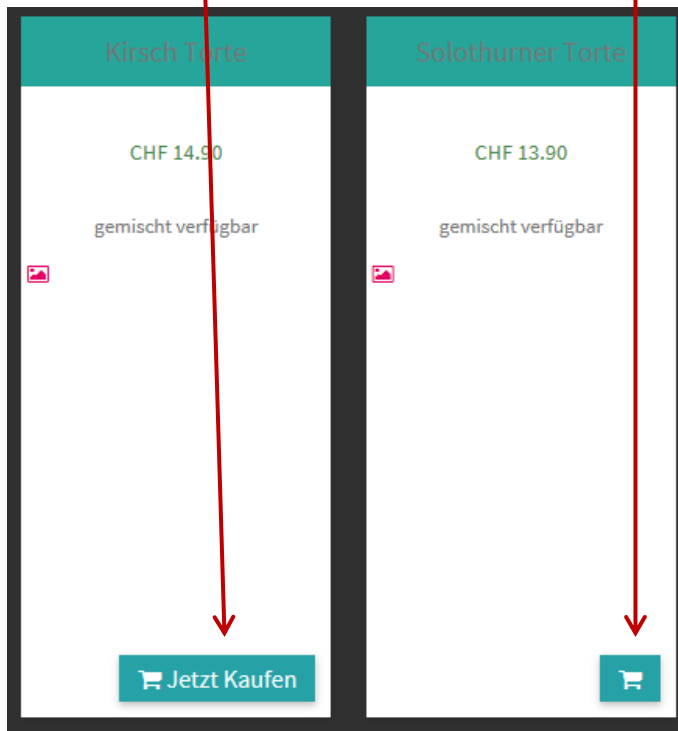 Kirsch Torte
CHF 14.90
gemischt verfügbar
Jetzt Kaufen
Solothurner Torte
CHF 13.90
gemischt verfügbar